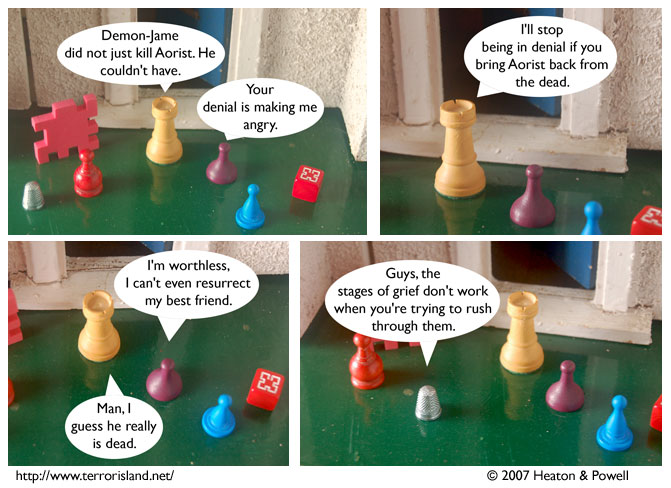 Demon-Jame
did not just kill Aorist. He
couldn't have.
Your
denial is making me
angry.
I'll stop
being in denial if you
bring Aorist back from
the dead.
I'm worthless,
I can't even resurrect
my best friend.
Man, I
guess he really
is dead.
Guys, the
stages of grief don't work
when you're trying to rush
through them.
http://www.terrorisland.net/
© 2007 Heaton & Powell